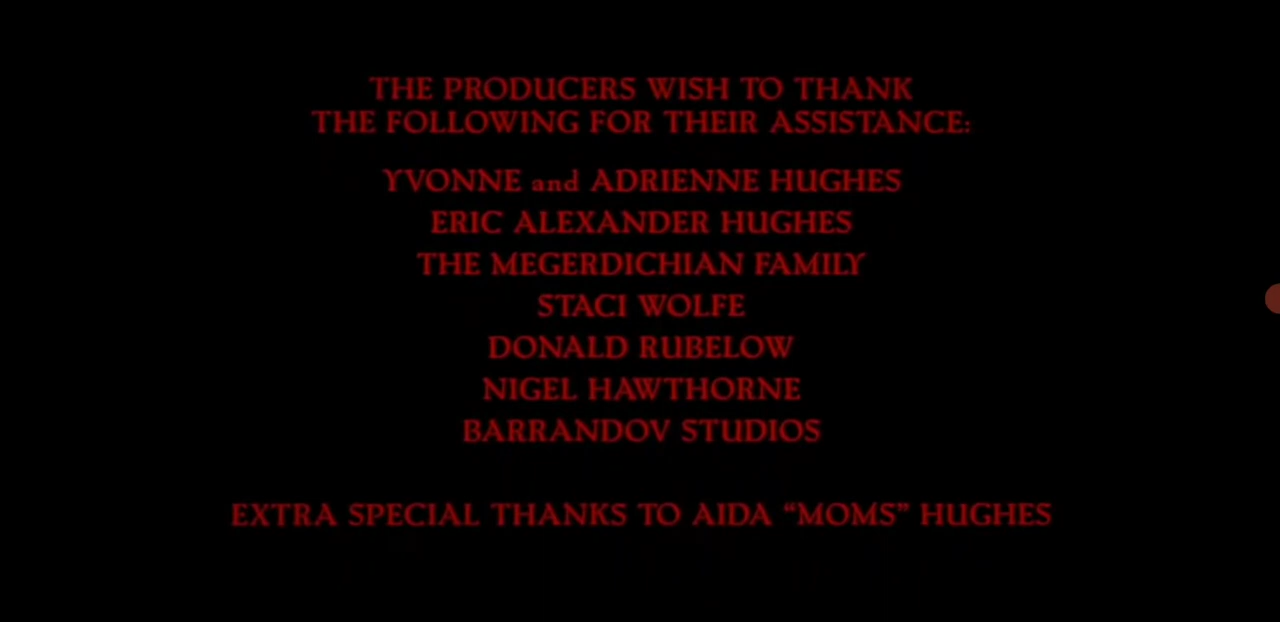 THE PRODUCERS WISH TO THANK
THE FOLLOWING FOR THEIR ASSISTANCE:
YVONNE and ADRIENNE HUGHES
ERIC ALEXANDER HUGHES
THE MEGERDICHIAN FAMILY
STACI WOLFE
DONALD RUBELOW
NIGEL HAWTHORNE
BARRANDOV STUDIOS
EXTRA SPECIAL THANKS TO AIDA “MOMS” HUGHES